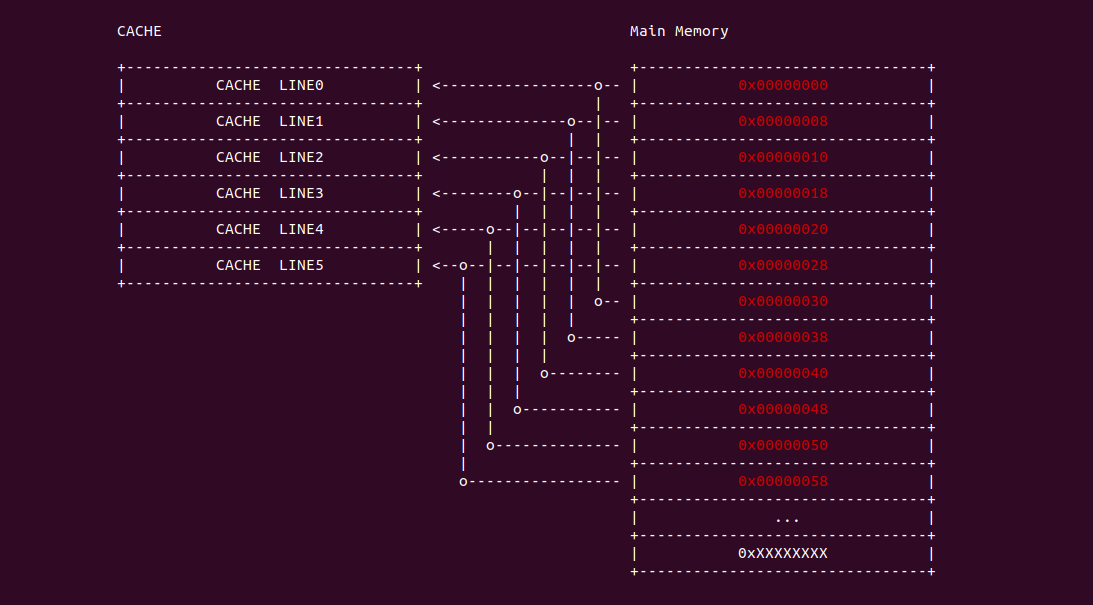 CACHE Main Memory
CACHE LINE0 0x00000000
CACHE LINE1 0x00000008
CACHE LINE2 0x00000010
CACHE LINE3 0x00000018
CACHE LINE4 0x00000020
CACHE LINE5 0x00000028
0x00000030
0x00000038
0x00000040
0x00000048
0x00000050
0x00000058
...
0xXXXXXXXX